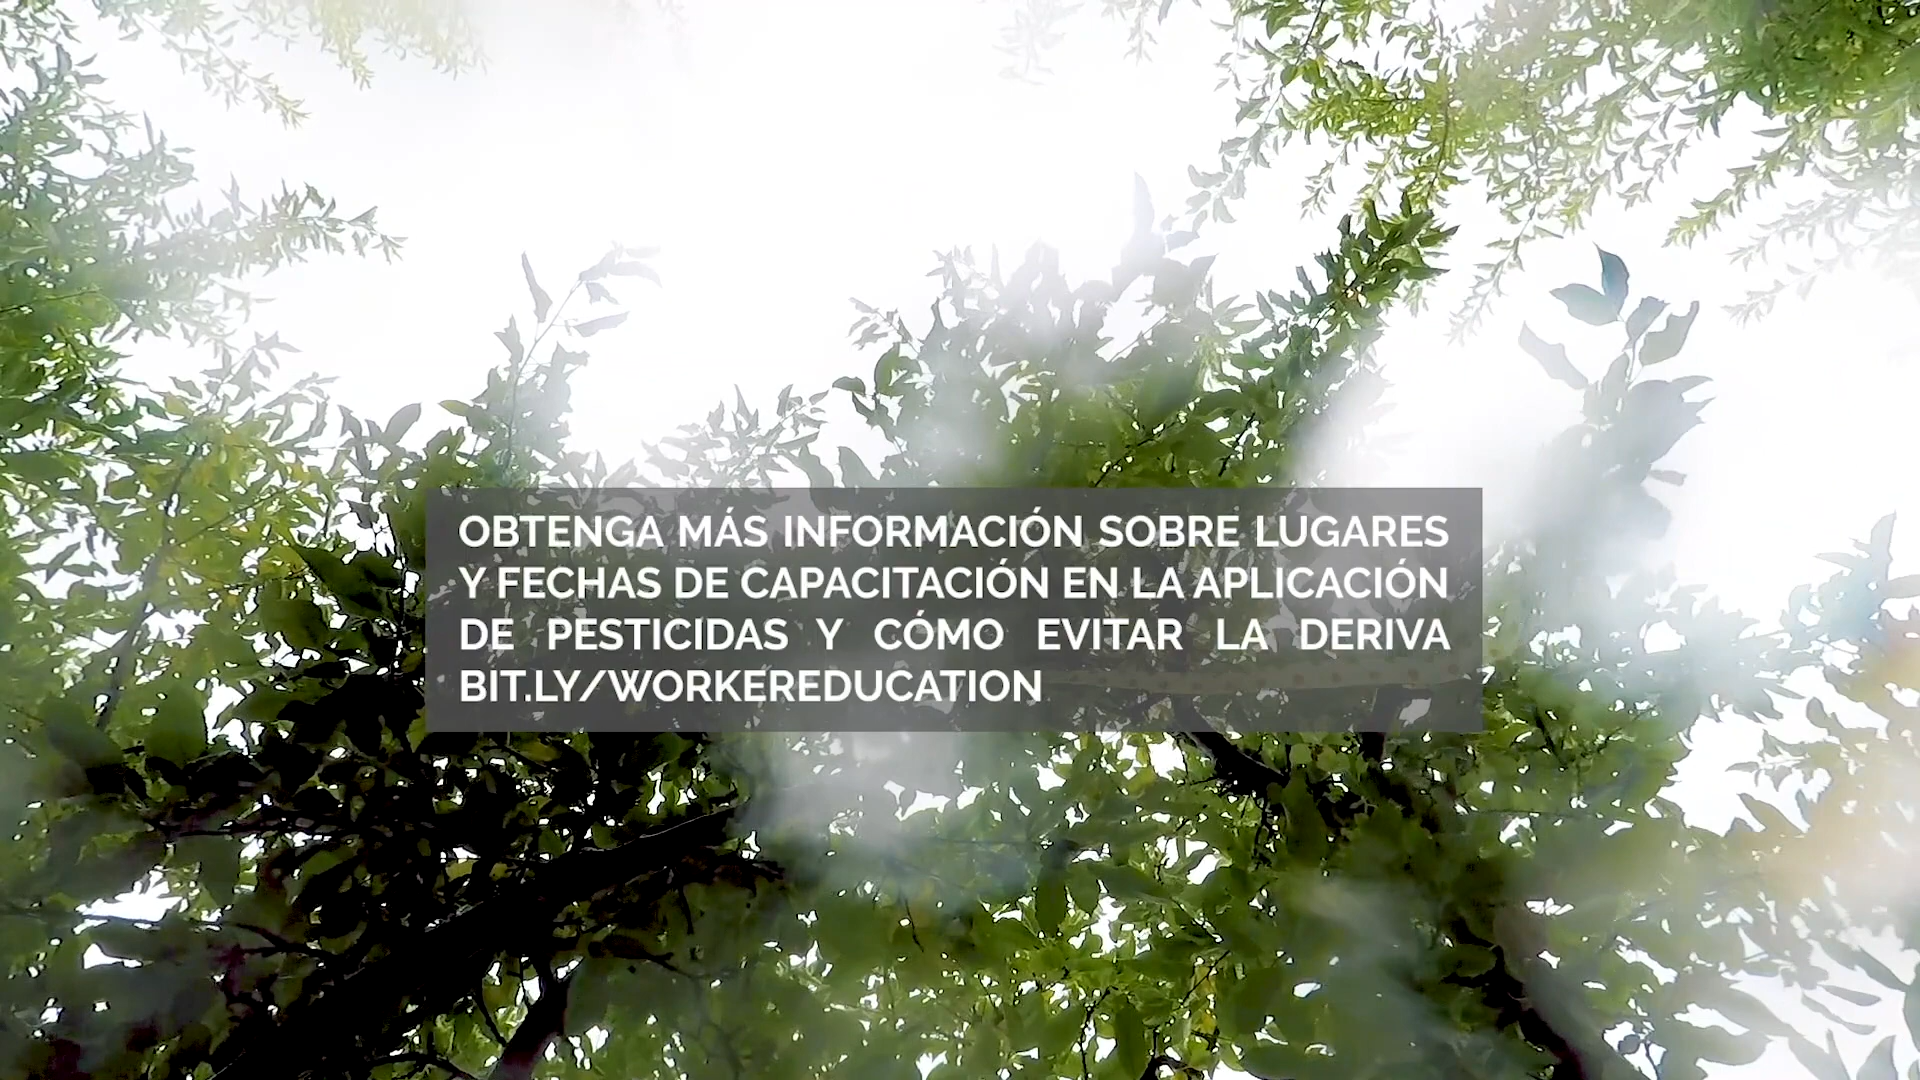 OBTENGA MÁS INFORMACIÓN SOBRE LUGARES
Y FECHAS DE CAPACITACIÓN EN LA APLICACIÓN
DE PESTICIDAS Y CÓMO EVITAR LA DERIVA
BIT.LY/WORKEREDUCATION